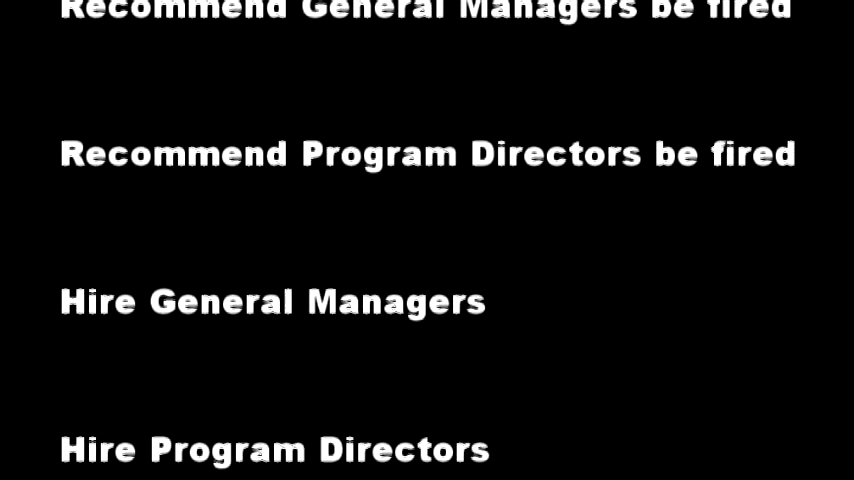 Recommend General Managers be fired
Recommend Program Directors be fired
Hire General Managers
Hire Program Directors